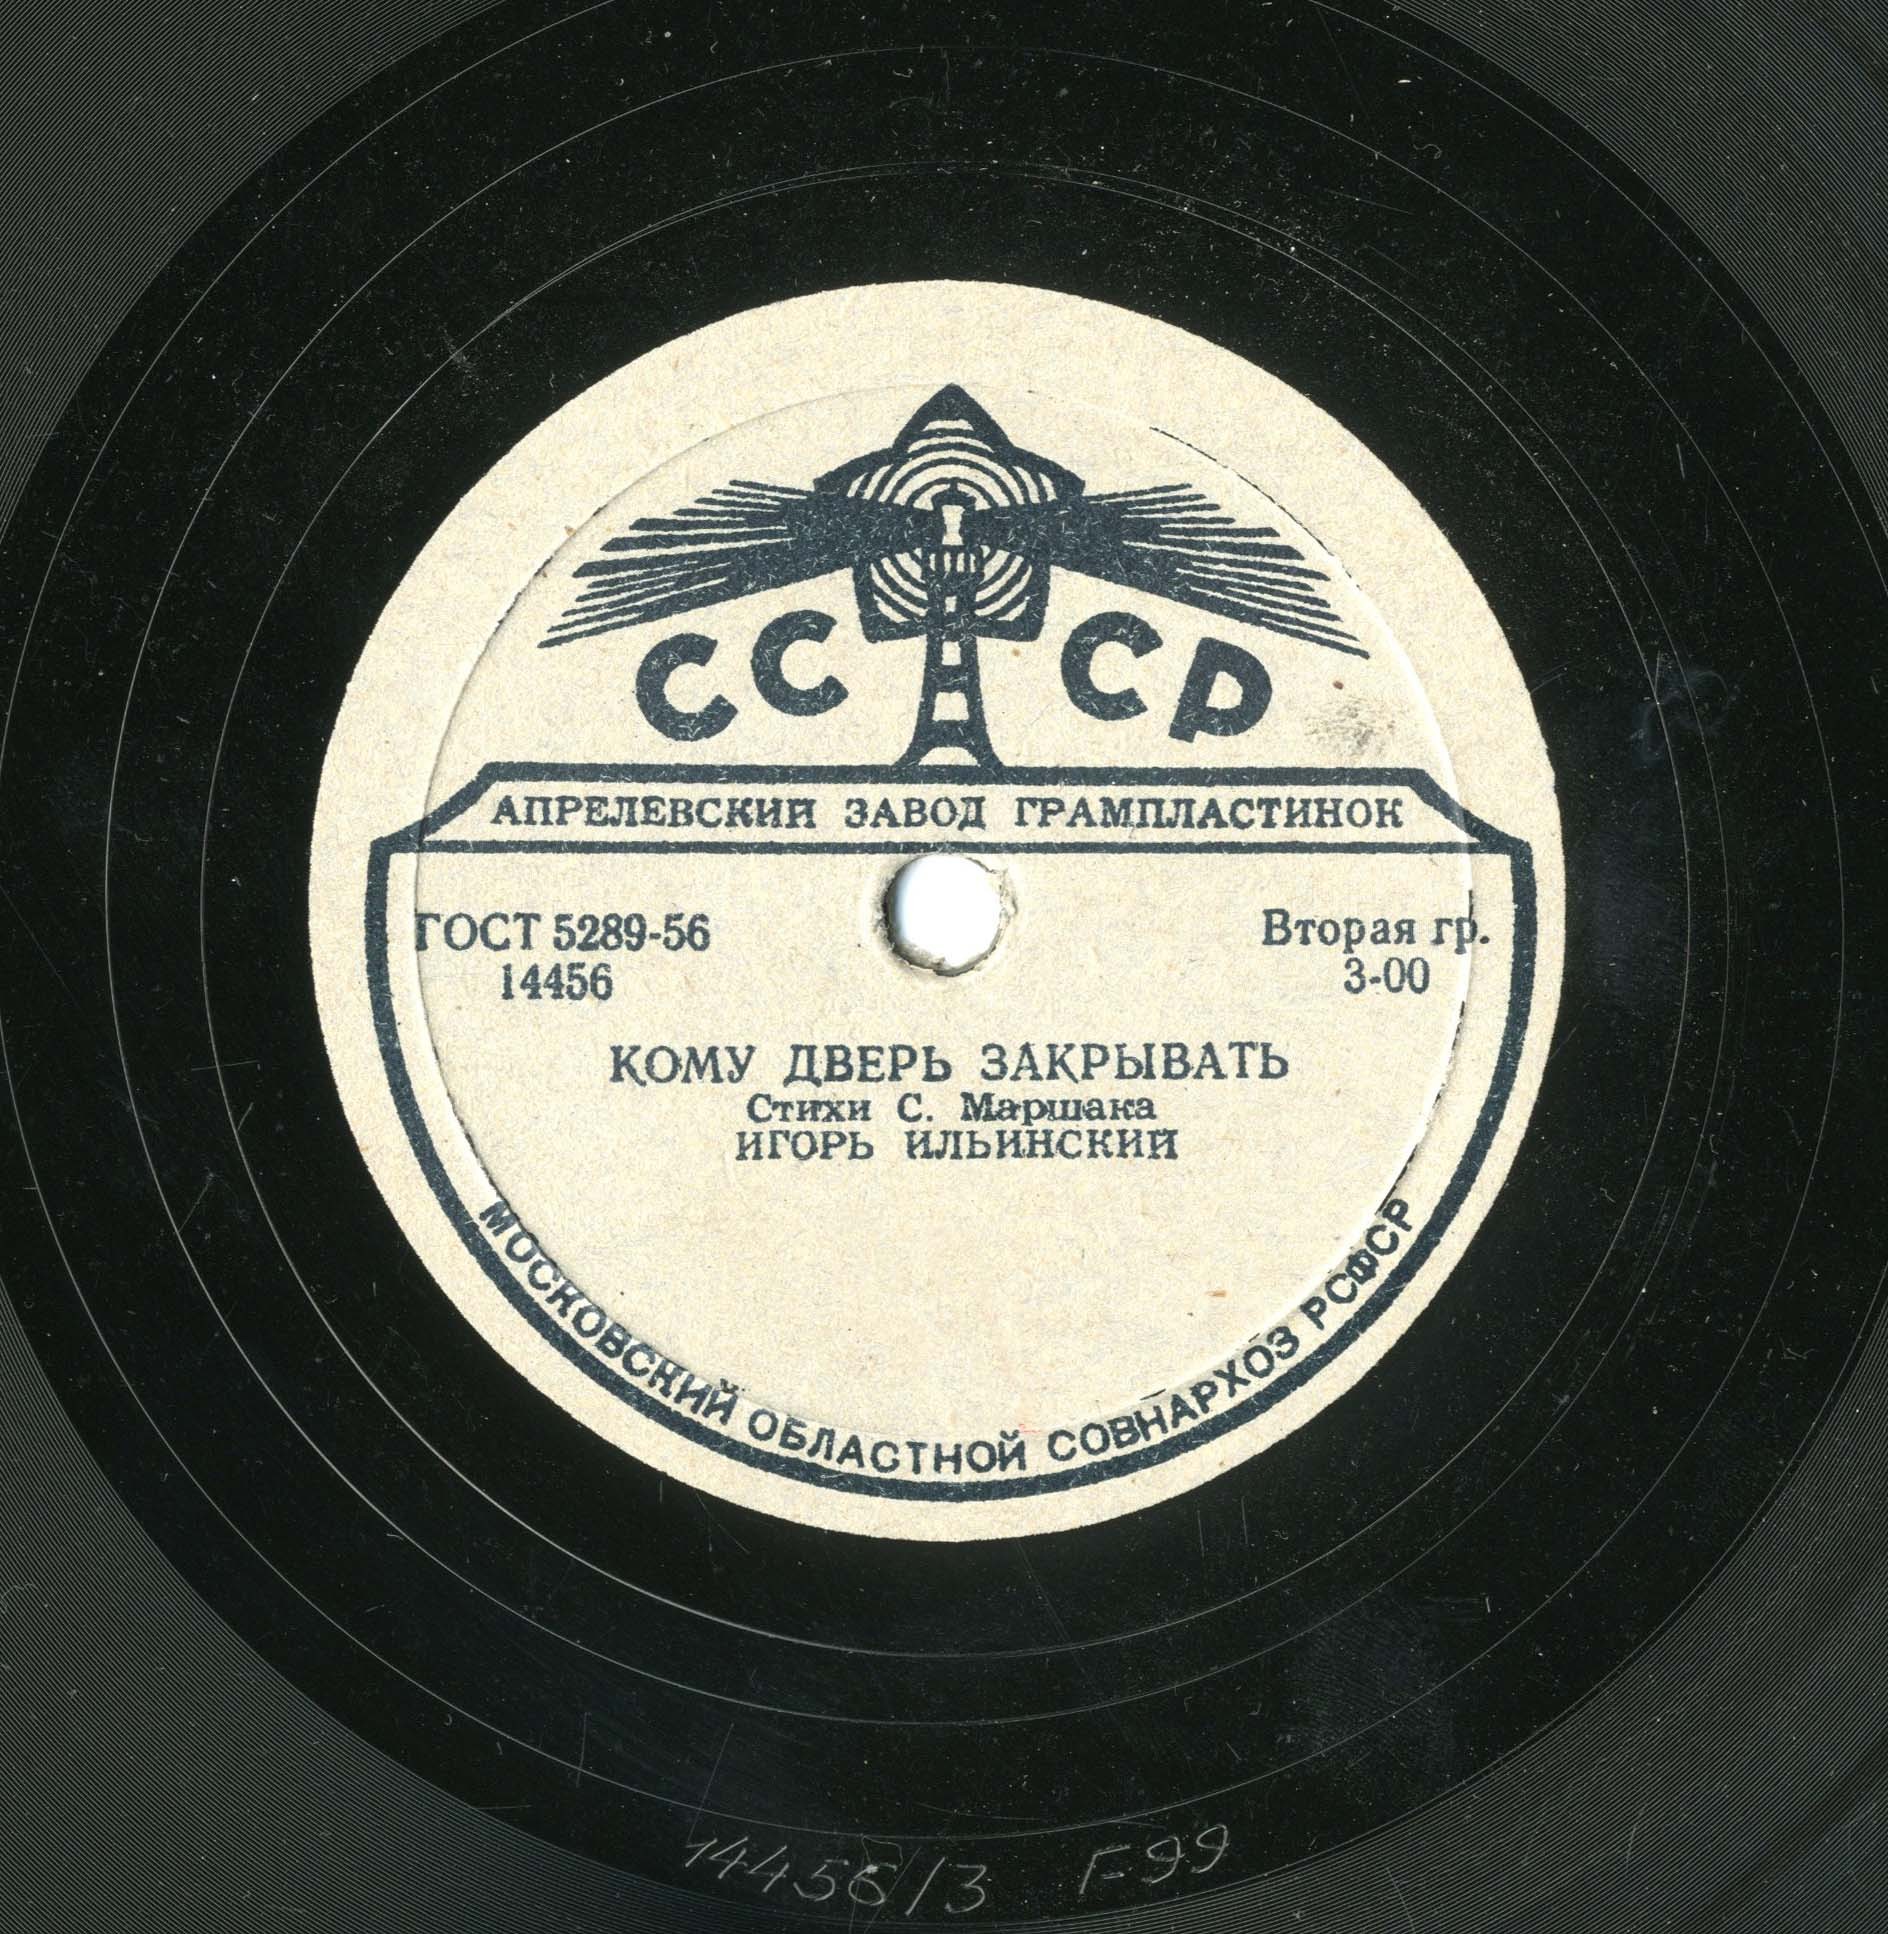 СССР
АПРЕЛЕВСКИЙ ЗАВОД ГРАМПЛАСТИНОК
ГОСТ 5289-56
14456
Вторая гр.
3-00
КОМУ ДВЕРЬ ЗАКРЫВАТЬ
Стихи С. Маршака
ИГОРЬ ИЛЬИНСКИЙ
МОСКОВСКИЙ ОБЛАСТНОЙ СОВНАРХОЗ РСФСР
14456/3 F99